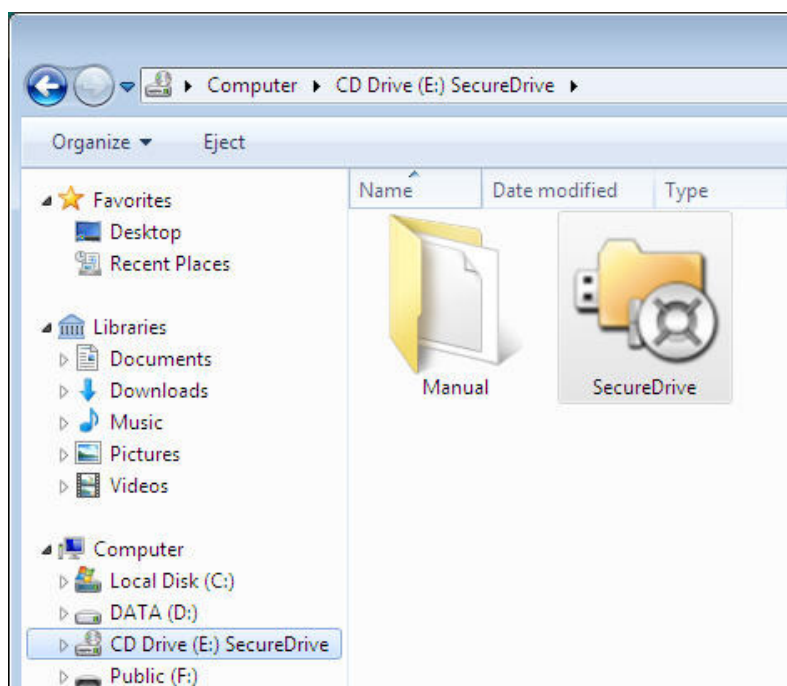 Computer CD Drive (E:) SecureDrive
Organize Eject
Name Date modified Type
Favorites
Desktop
Recent Places
Libraries
Documents
Downloads
Music
Pictures
Videos
Computer
Local Disk (C:)
DATA (D:)
CD Drive (E:) SecureDrive
Public (F:)
Manual
SecureDrive